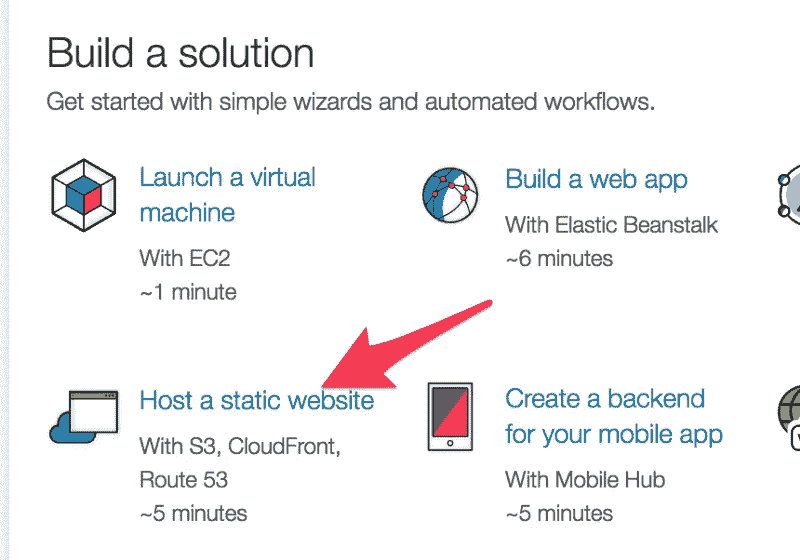 Build a solution
Get started with simple wizards and automated workflows.
Launch a virtual
machine
With EC2
~1 minute
Build a web app
With Elastic Beanstalk
~6 minutes
Host a static website
With S3, CloudFront,
Route 53
~5 minutes
Create a backend
for your mobile app
With Mobile Hub
~5 minutes